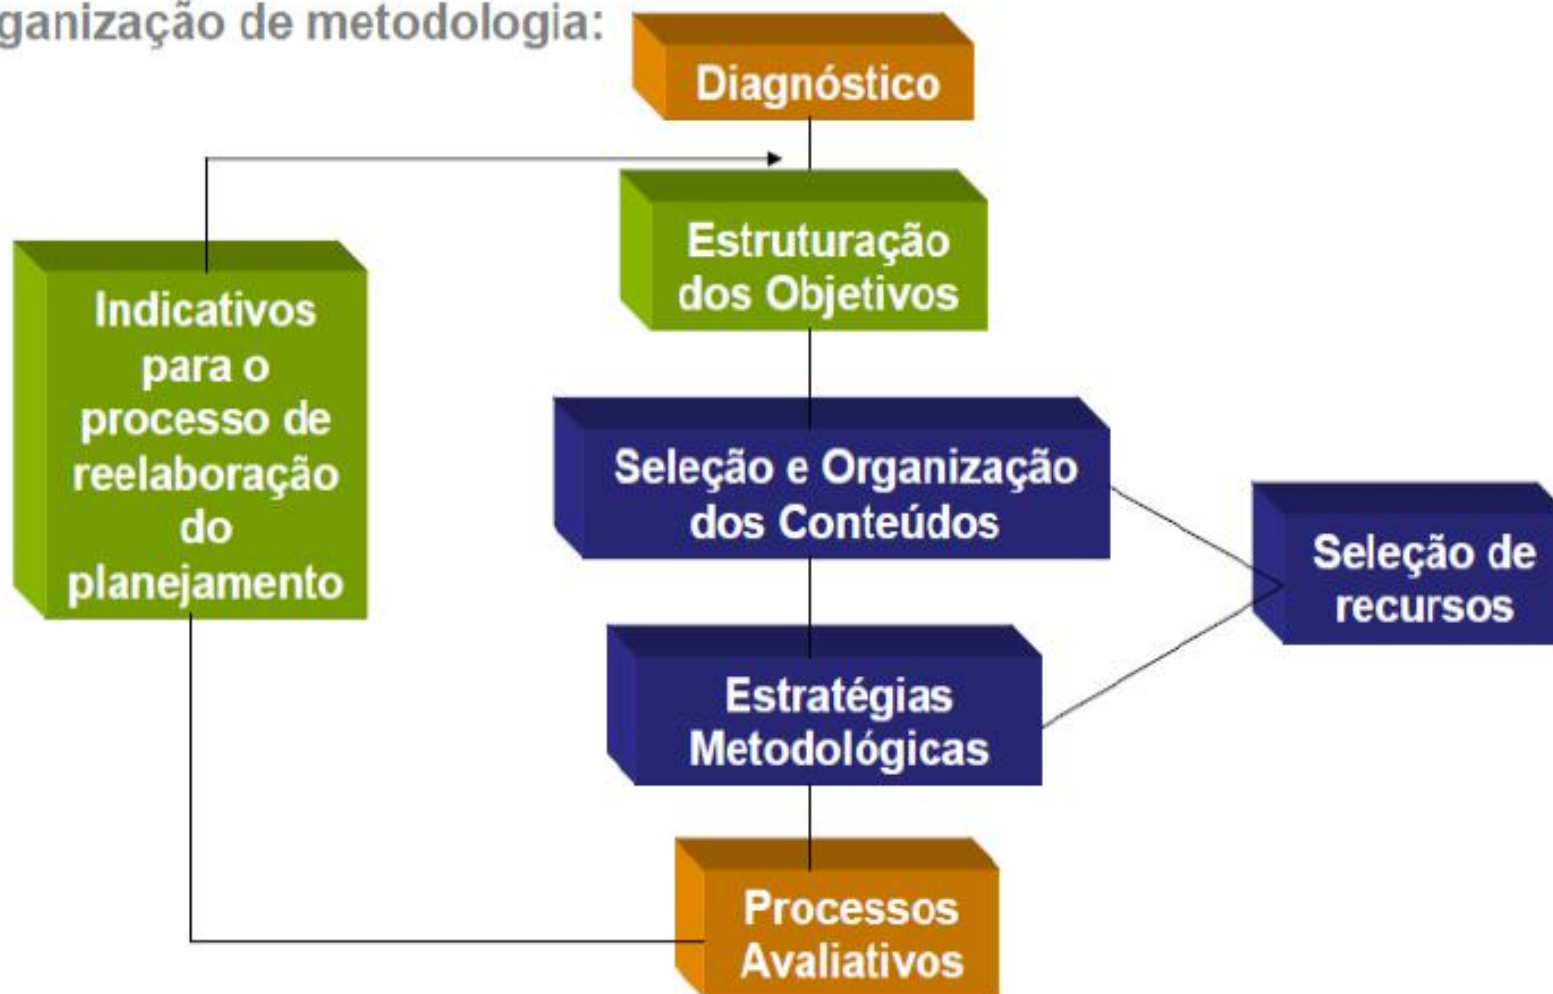 ganização de metodologia:
Diagnóstico
Estruturação
dos Objetivos
Indicativos
para o
processo de
reelaboração
do
planejamento
Seleção e Organização
dos Conteúdos
Seleção de
recursos
Estratégias
Metodológicas
Processos
Avaliativos